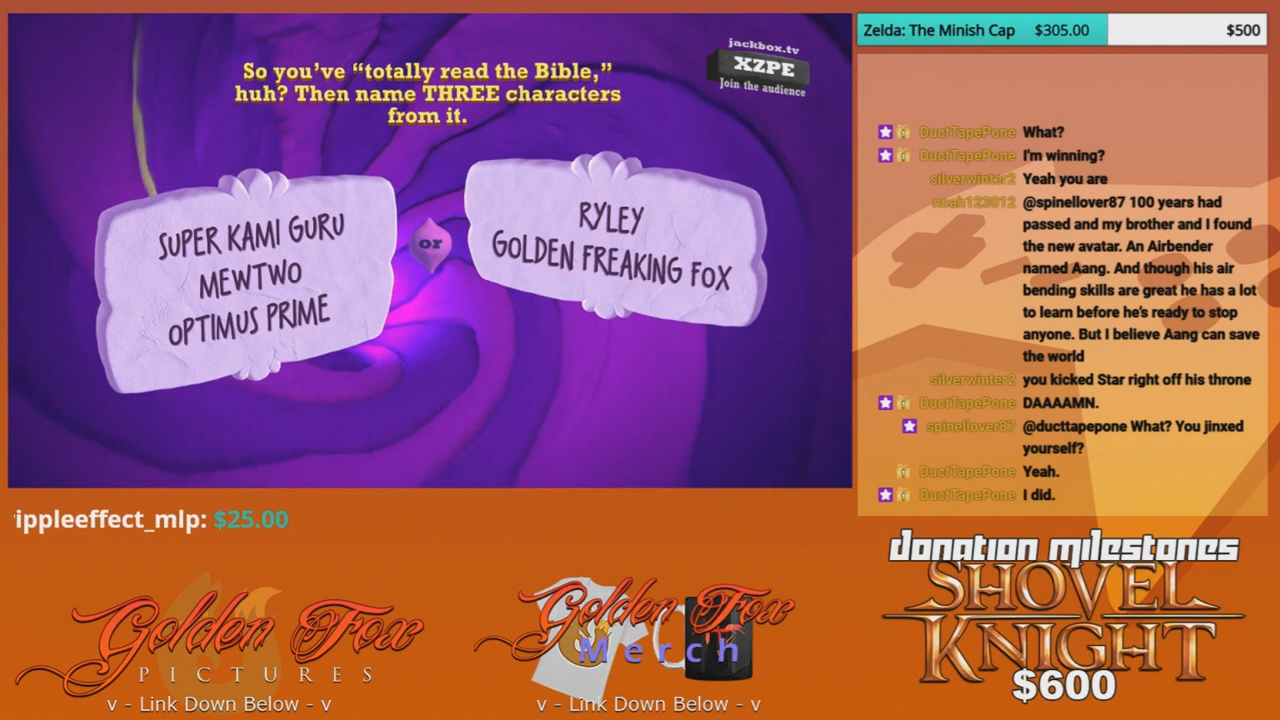 So you've "totally read the Bible,"
huh? Then name THREE characters
from it.
jackbox.tv
XZPE
Join the audience
SUPER KAMI GURU
MEWTWO
OPTIMUS PRIME
or
RYLEY
GOLDEN FREAKING FOX
Zelda: The Minish Cap $305.00 $500
DuctTapePone What?
DuctTapePone I'm winning?
silverwinter2 Yeah you are
noah123012 @spinellover87 100 years had
passed and my brother and I found
the new avatar. An Airbender
named Aang. And though his air
bending skills are great he has a lot
to learn before he's ready to stop
anyone. But I believe Aang can save
the world
silverwinter2 you kicked Star right off his throne
DuctTapePone DAAAAMN.
spinellover87 @ducttapepone What? You jinxed
yourself?
DuctTapePone Yeah.
DuctTapePone I did.
ippleeffect_mlp: $25.00
Golden Fox
PICTURES
v - Link Down Below - v
Golden Fox
Merch
v - Link Down Below - v
Donation Milestones
SHOVEL
KNIGHT
$600